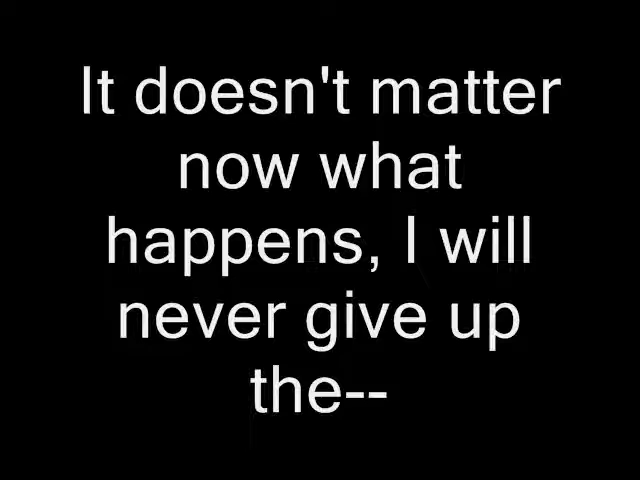 It doesn't matter
now what
happens, I will
never give up
the--